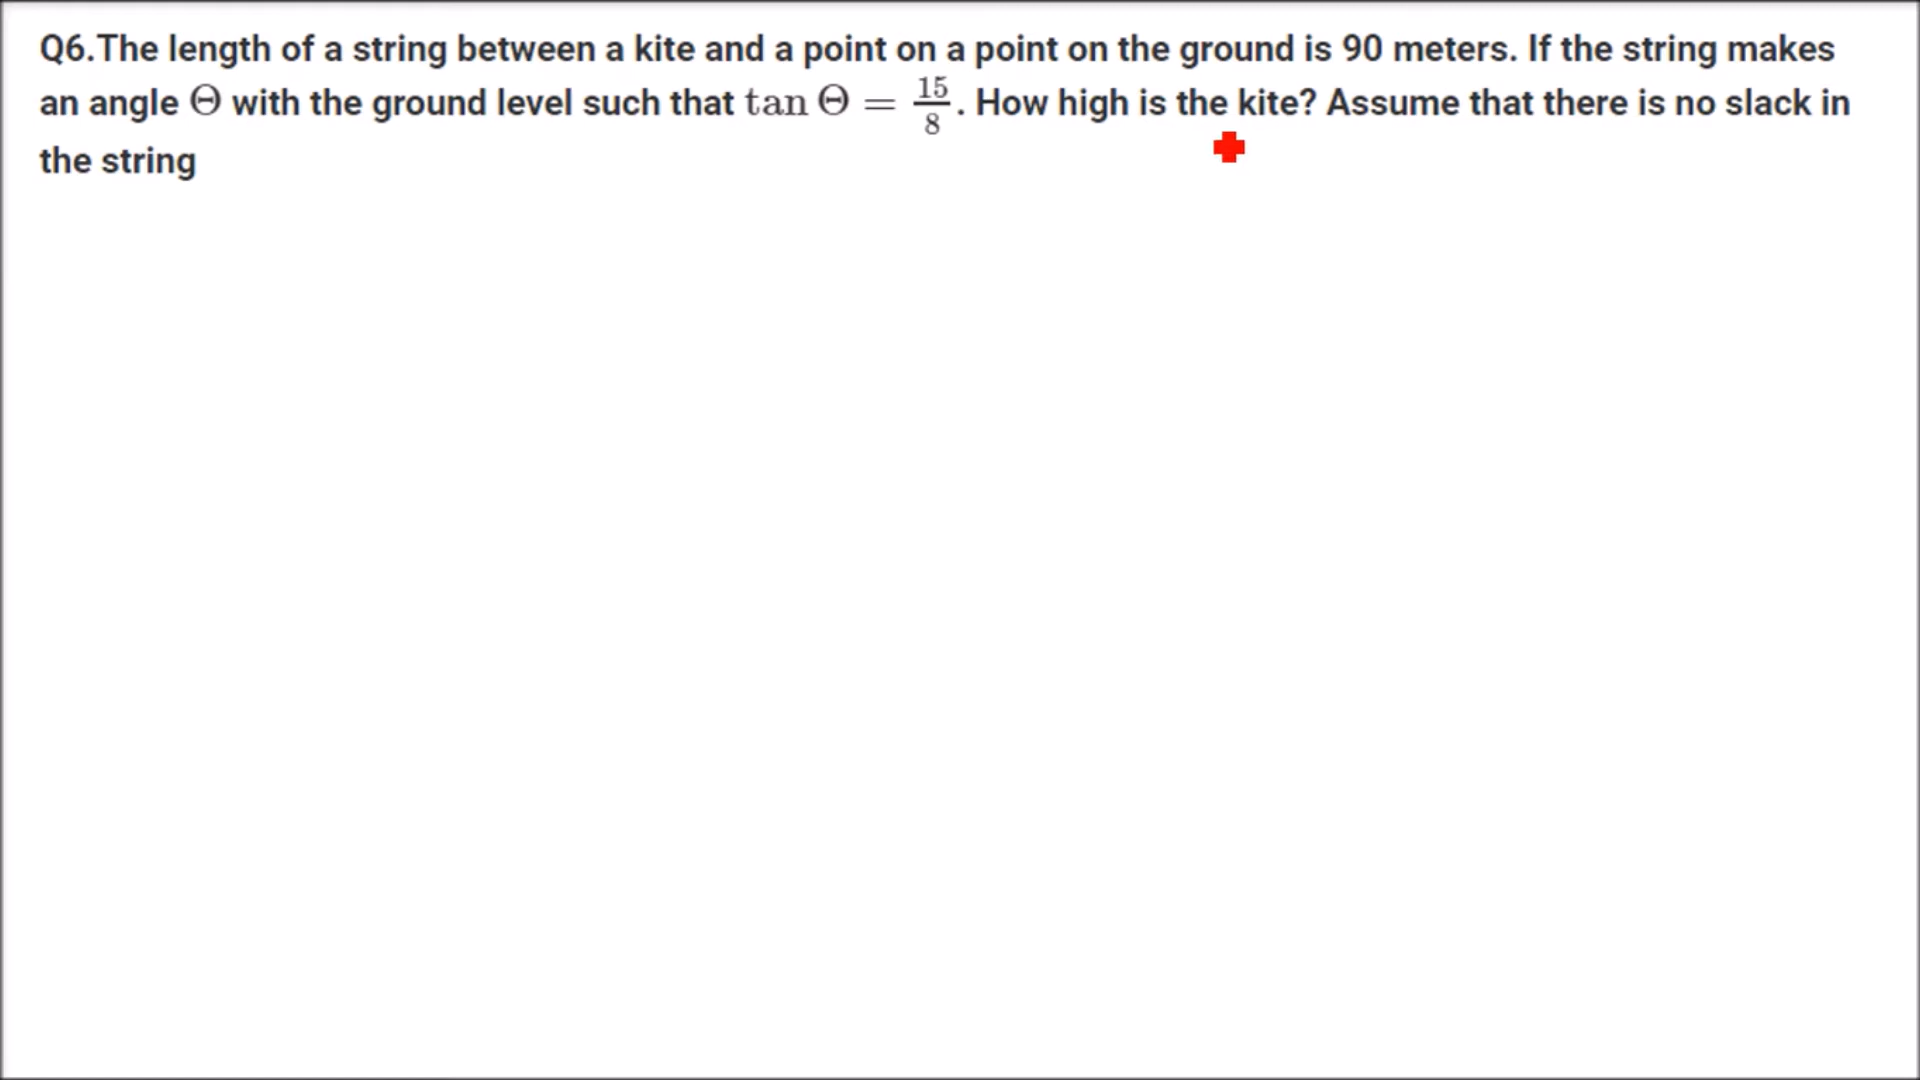 Q6.The length of a string between a kite and a point on a point on the ground is 90 meters. If the string makes
an angle Θ with the ground level such that tan Θ = 15/8. How high is the kite? Assume that there is no slack in
the string